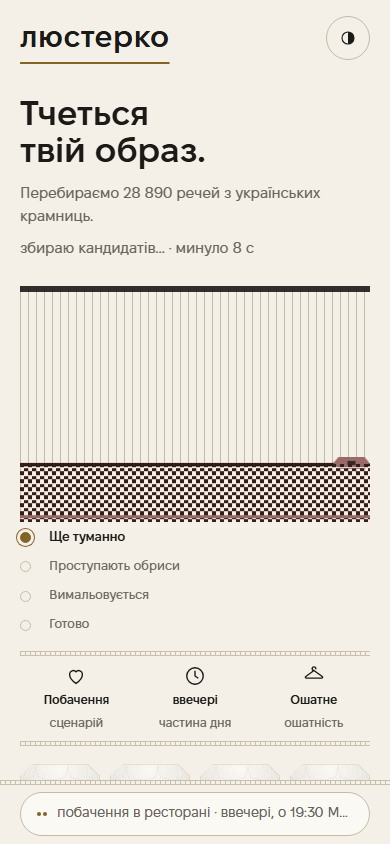 люстерко
Тчеться
твій образ.
Перебираємо 28 890 речей з українських
крамниць.
збираю кандидатів… · минуло 8 с
Ще туманно
Проступають обриси
Вимальовується
Готово
Побачення ввечері Ошатне
сценарій частина дня ошатність
побачення в ресторані · ввечері, о 19:30 М…